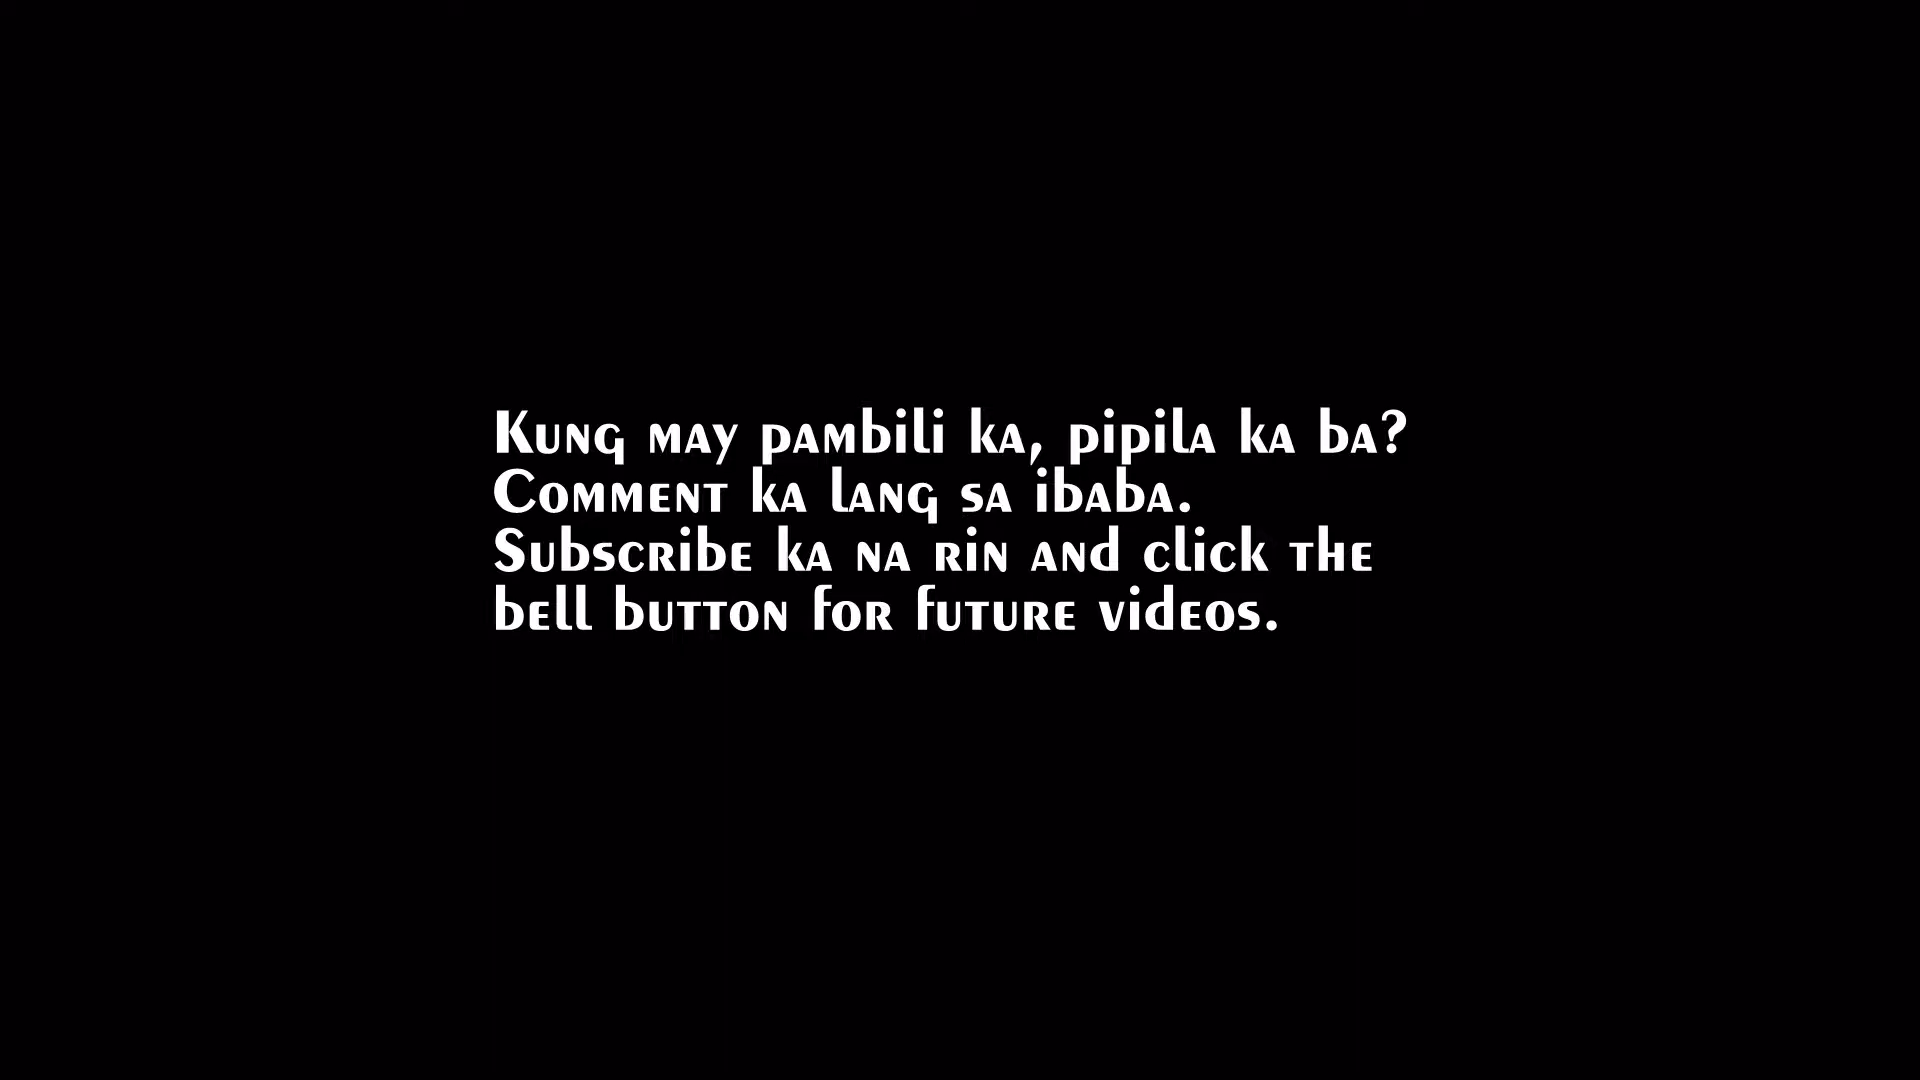 Kung may pambili ka, pipila ka ba?
Comment ka lang sa ibaba.
Subscribe ka na rin and click the
bell button for future videos.